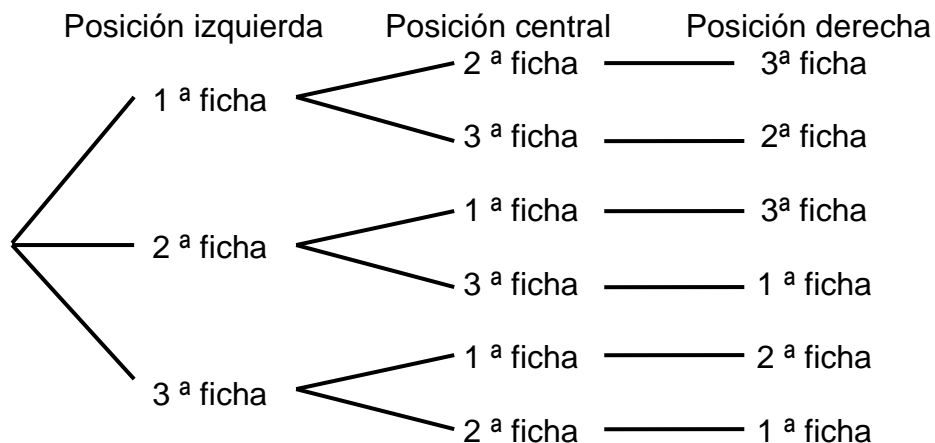 Posición izquierda Posición central Posición derecha
2 ª ficha 3ª ficha
1 ª ficha
3 ª ficha 2ª ficha
1 ª ficha 3ª ficha
2 ª ficha
3 ª ficha 1 ª ficha
1 ª ficha 2 ª ficha
3 ª ficha
2 ª ficha 1 ª ficha